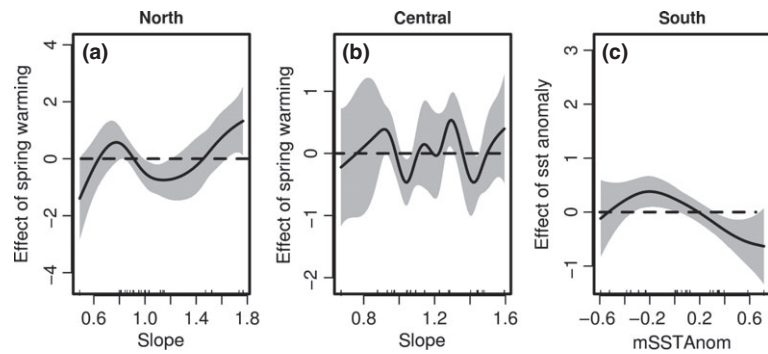 North
Central
South
(a)
(b)
(c)
Effect of spring warming
4
2
0
−2
−4
0.6
1.0
1.4
1.8
Slope
Effect of spring warming
1
0
−1
−2
0.8
1.2
1.6
Slope
Effect of sst anomaly
3
2
1
0
−1
−0.6
−0.2
0.2
0.6
mSSTAnom